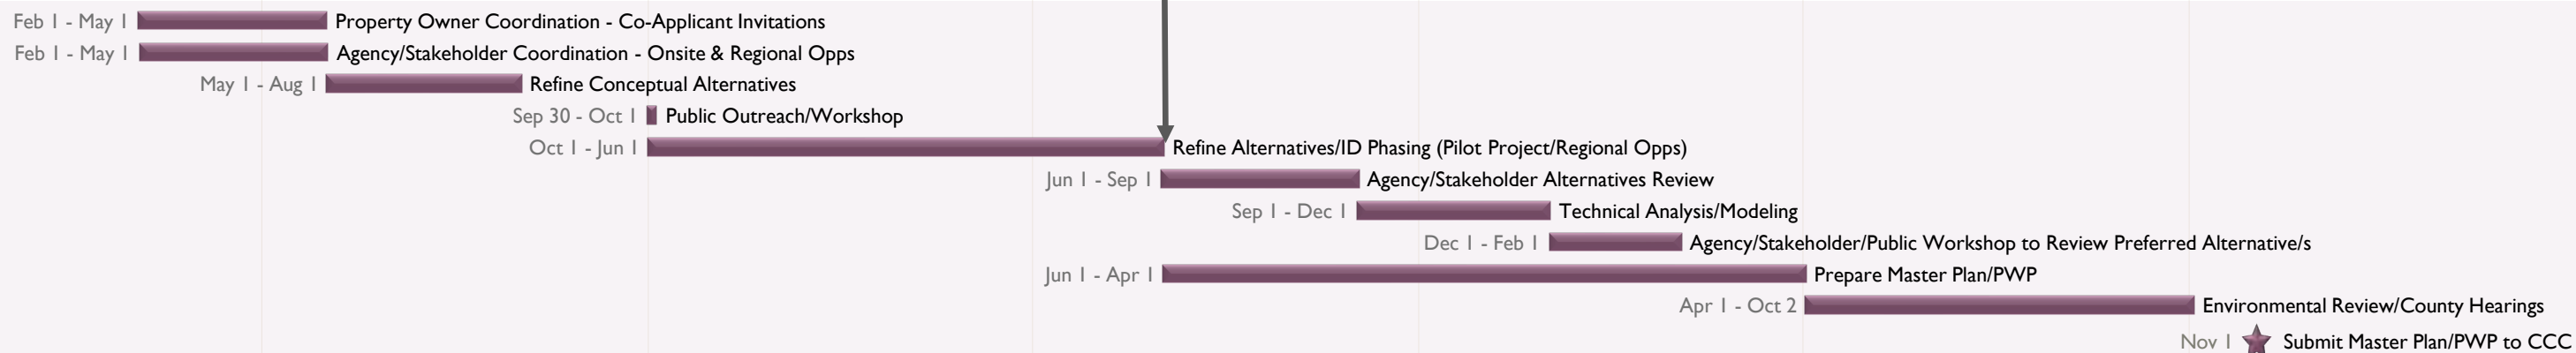 Feb 1 - May 1 Property Owner Coordination - Co-Applicant Invitations
Feb 1 - May 1 Agency/Stakeholder Coordination - Onsite & Regional Opps
May 1 - Aug 1 Refine Conceptual Alternatives
Sep 30 - Oct 1 Public Outreach/Workshop
Oct 1 - Jun 1 Refine Alternatives/ID Phasing (Pilot Project/Regional Opps)
Jun 1 - Sep 1 Agency/Stakeholder Alternatives Review
Sep 1 - Dec 1 Technical Analysis/Modeling
Dec 1 - Feb 1 Agency/Stakeholder/Public Workshop to Review Preferred Alternative/s
Jun 1 - Apr 1 Prepare Master Plan/PWP
Apr 1 - Oct 2 Environmental Review/County Hearings
Nov 1 Submit Master Plan/PWP to CCC